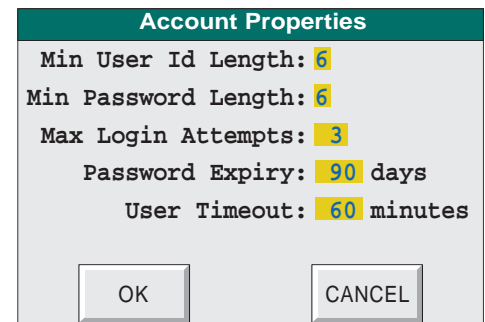 Account Properties
Min User Id Length: 6
Min Password Length: 6
Max Login Attempts: 3
Password Expiry: 90 days
User Timeout: 60 minutes
OK CANCEL